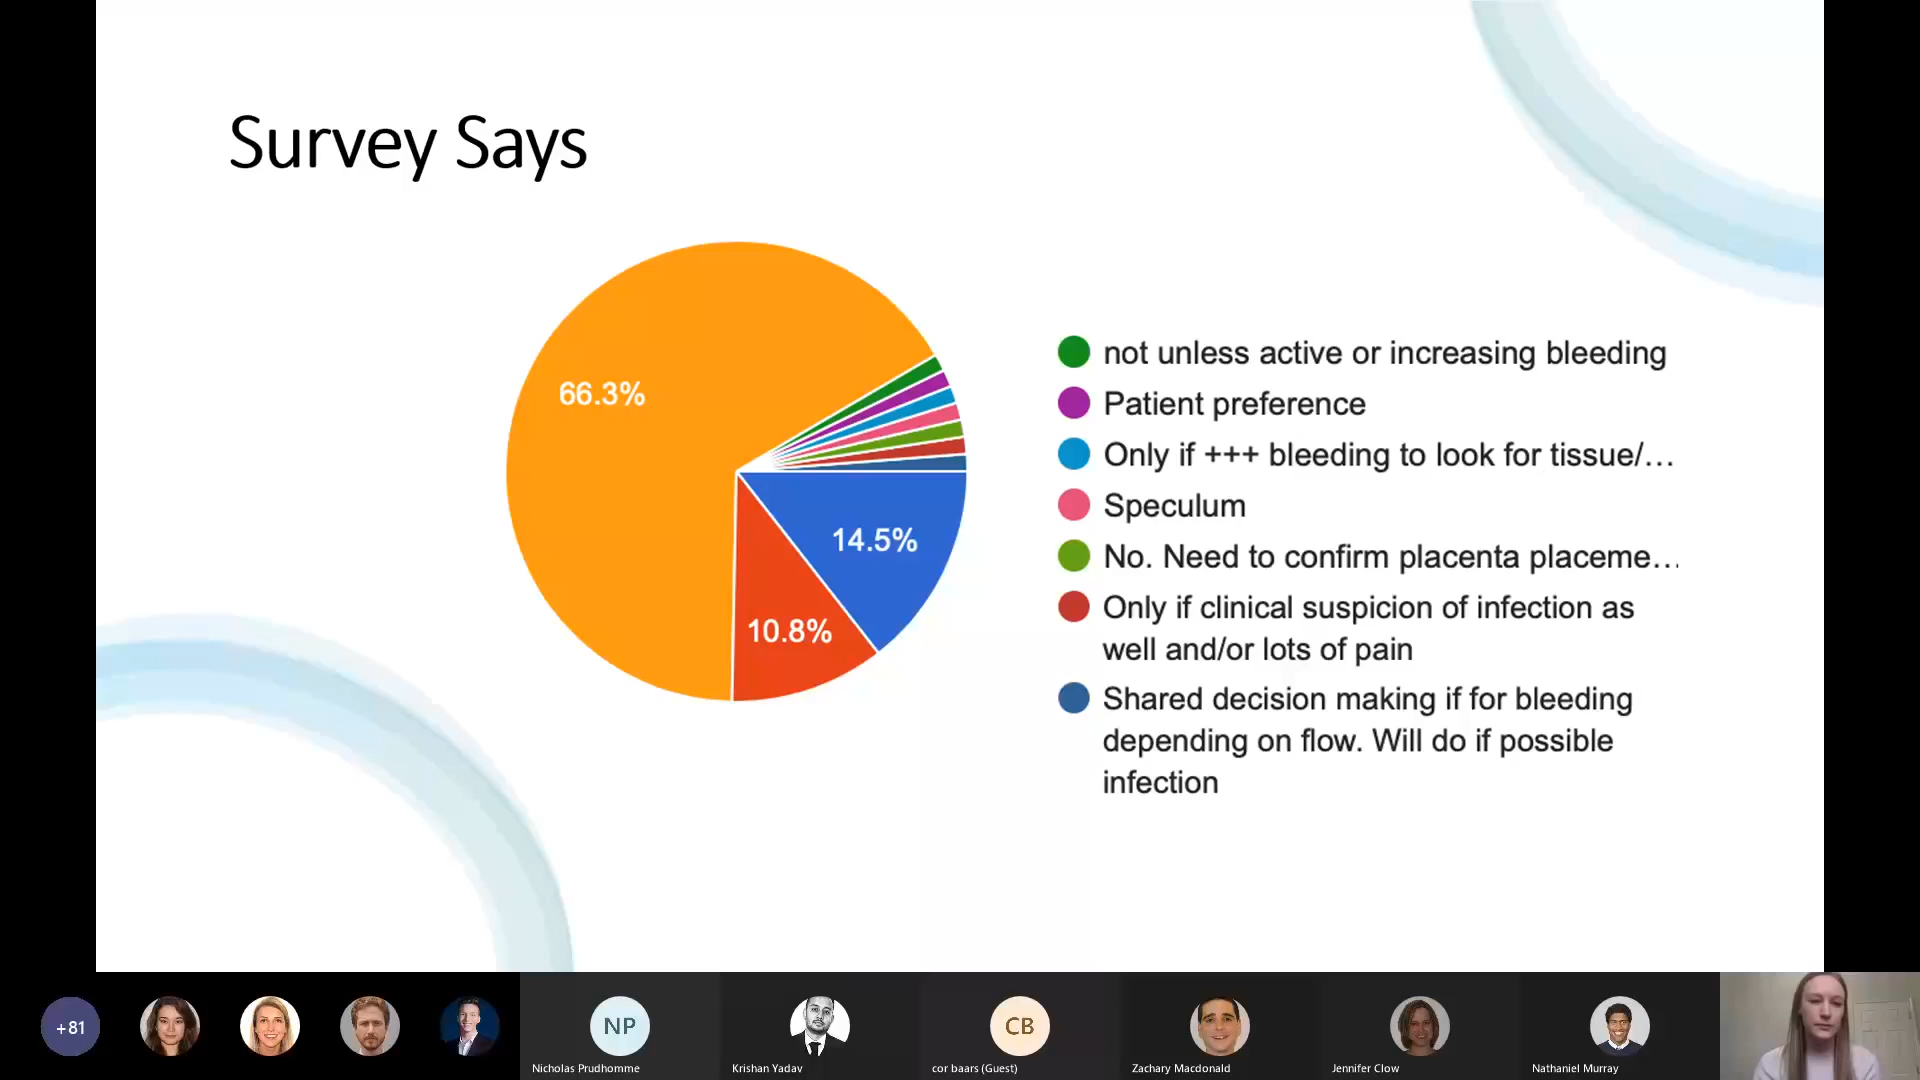 Survey Says
66.3%
14.5%
10.8%
not unless active or increasing bleeding
Patient preference
Only if +++ bleeding to look for tissue/…
Speculum
No. Need to confirm placenta placeme…
Only if clinical suspicion of infection as
well and/or lots of pain
Shared decision making if for bleeding
depending on flow. Will do if possible
infection
+81
NP
CB
Nicholas Prudhomme
Krishan Yadav
cor baars (Guest)
Zachary Macdonald
Jennifer Clow
Nathaniel Murray